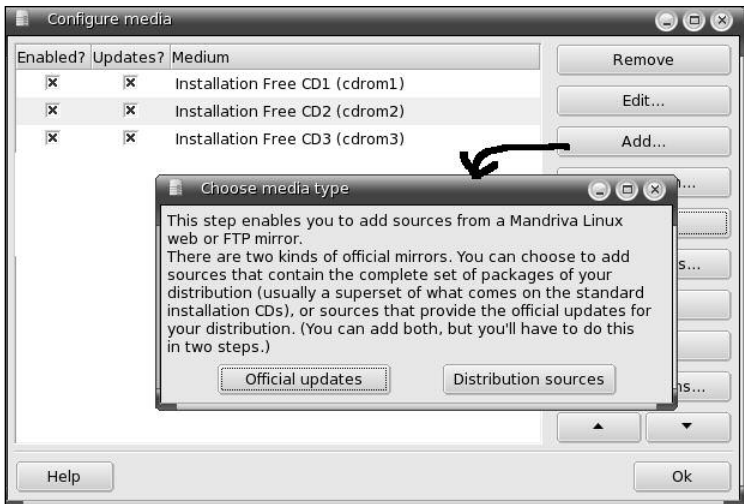 Configure media
Enabled? Updates? Medium
Installation Free CD1 (cdrom1)
Installation Free CD2 (cdrom2)
Installation Free CD3 (cdrom3)
Remove
Edit...
Add...
Choose media type
This step enables you to add sources from a Mandriva Linux
web or FTP mirror.
There are two kinds of official mirrors. You can choose to add
sources that contain the complete set of packages of your
distribution (usually a superset of what comes on the standard
installation CDs), or sources that provide the official updates for
your distribution. (You can add both, but you'll have to do this
in two steps.)
Official updates
Distribution sources
Help
Ok